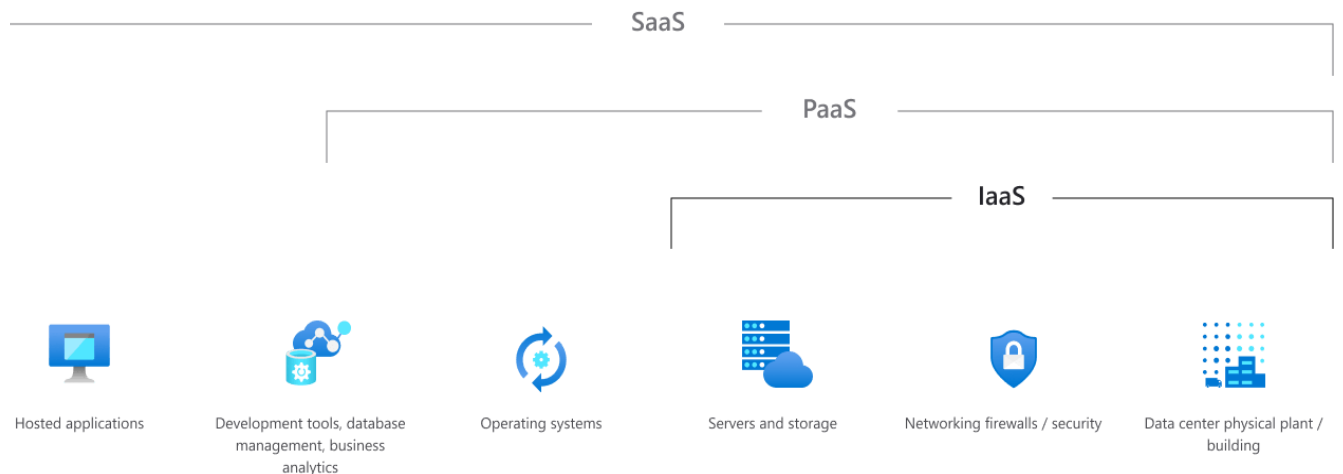 SaaS
PaaS
IaaS
Hosted applications
Development tools, database
management, business
analytics
Operating systems
Servers and storage
Networking firewalls / security
Data center physical plant /
building